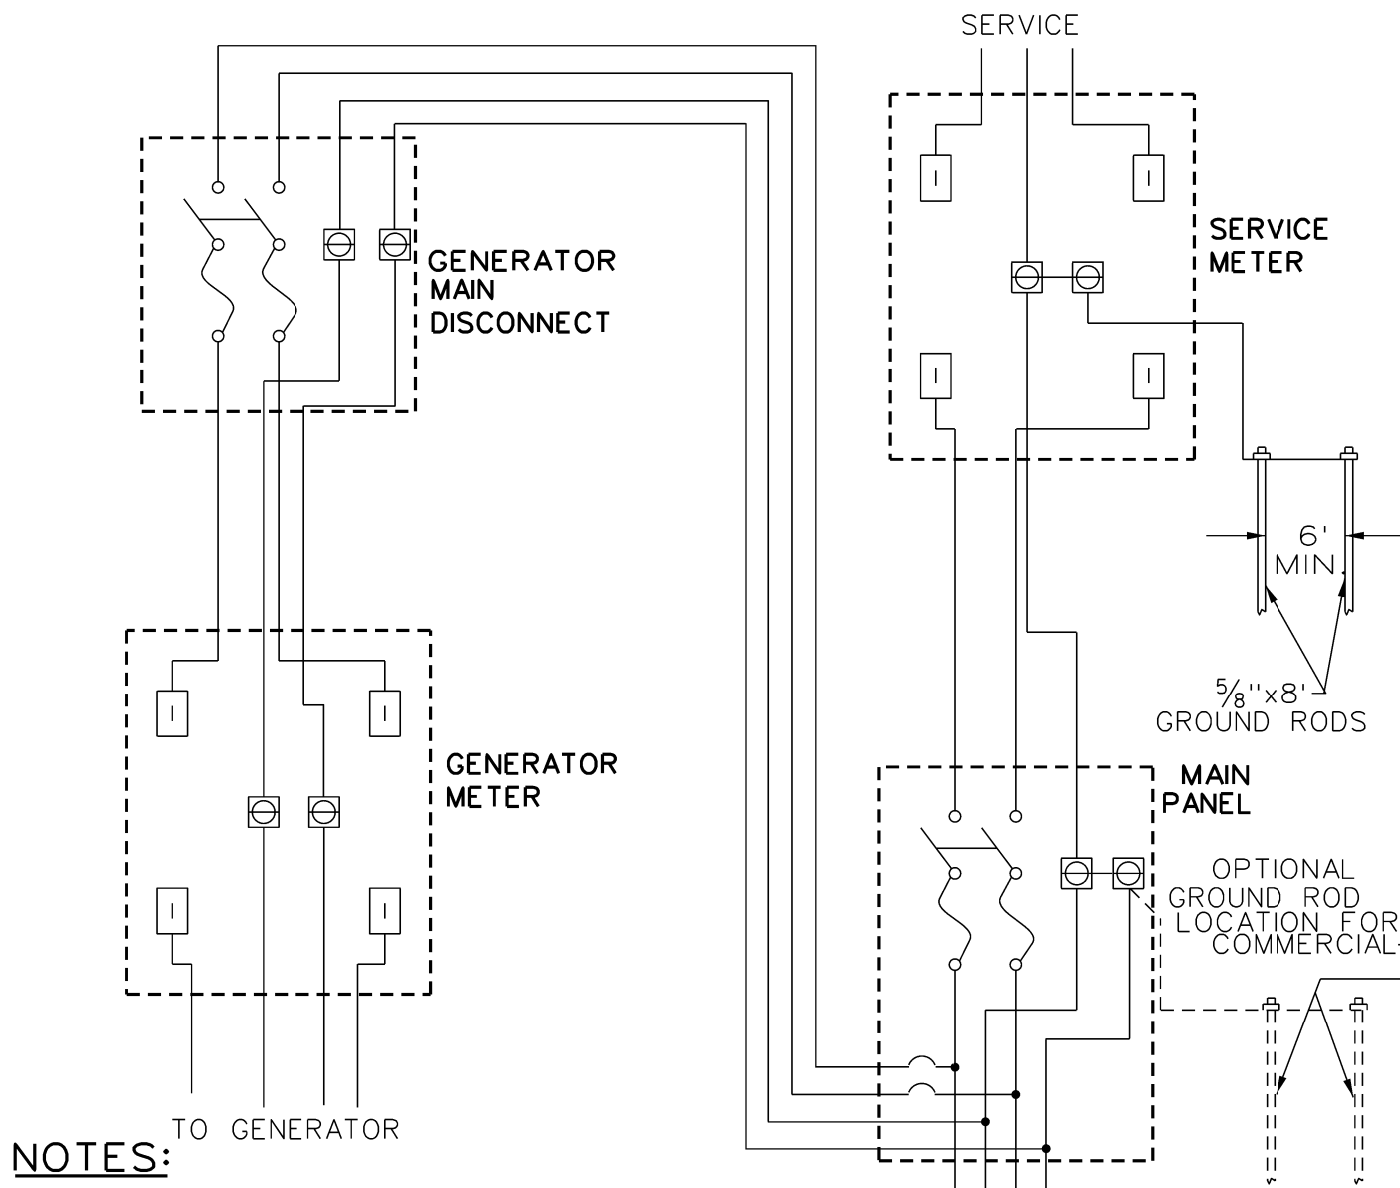 SERVICE
SERVICE
METER
GENERATOR
MAIN
DISCONNECT
6'
MIN.
5/8"x8'
GROUND RODS
GENERATOR
METER
MAIN
PANEL
OPTIONAL
GROUND ROD
LOCATION FOR
COMMERCIAL
TO GENERATOR
NOTES: